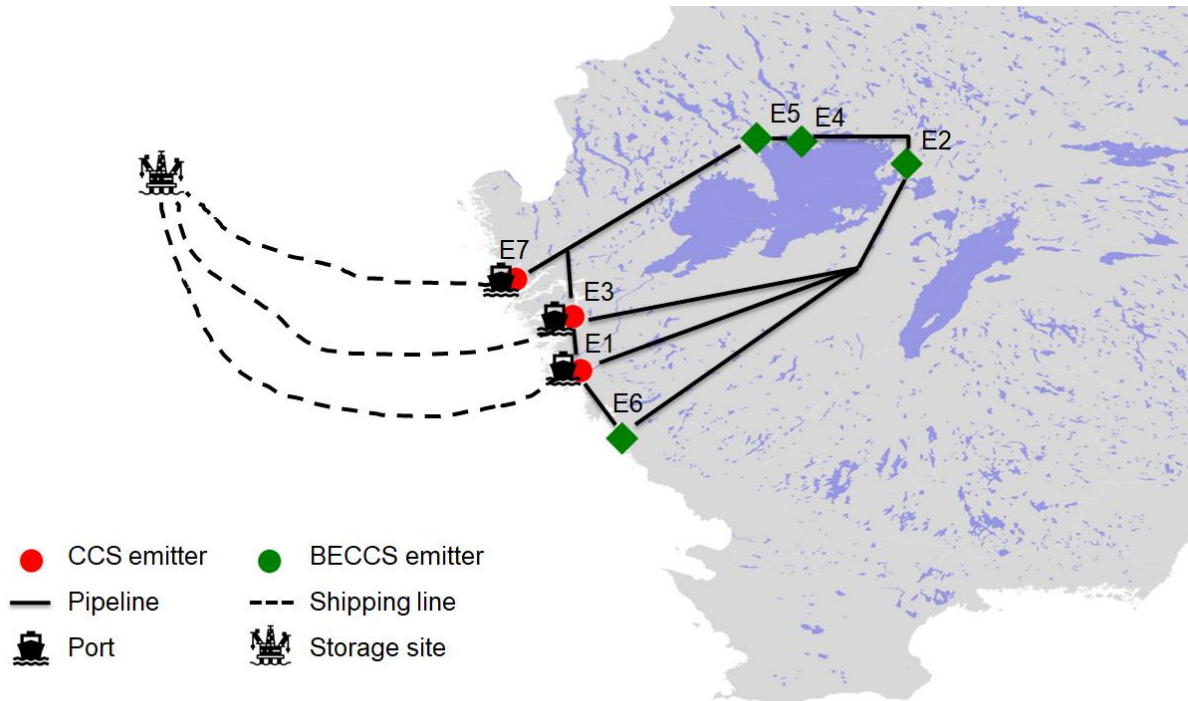 E5 E4
E2
E7
E3
E1
E6
CCS emitter BECCS emitter
Pipeline Shipping line
Port Storage site